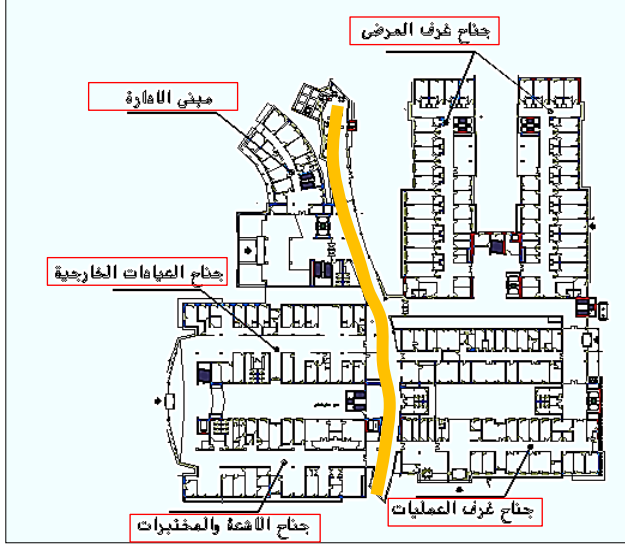 جناح غرف المرضى
مبنى الادارة
جناح العيادات الخارجية
جناح غرف العمليات
جناح الاشعة والمختبرات